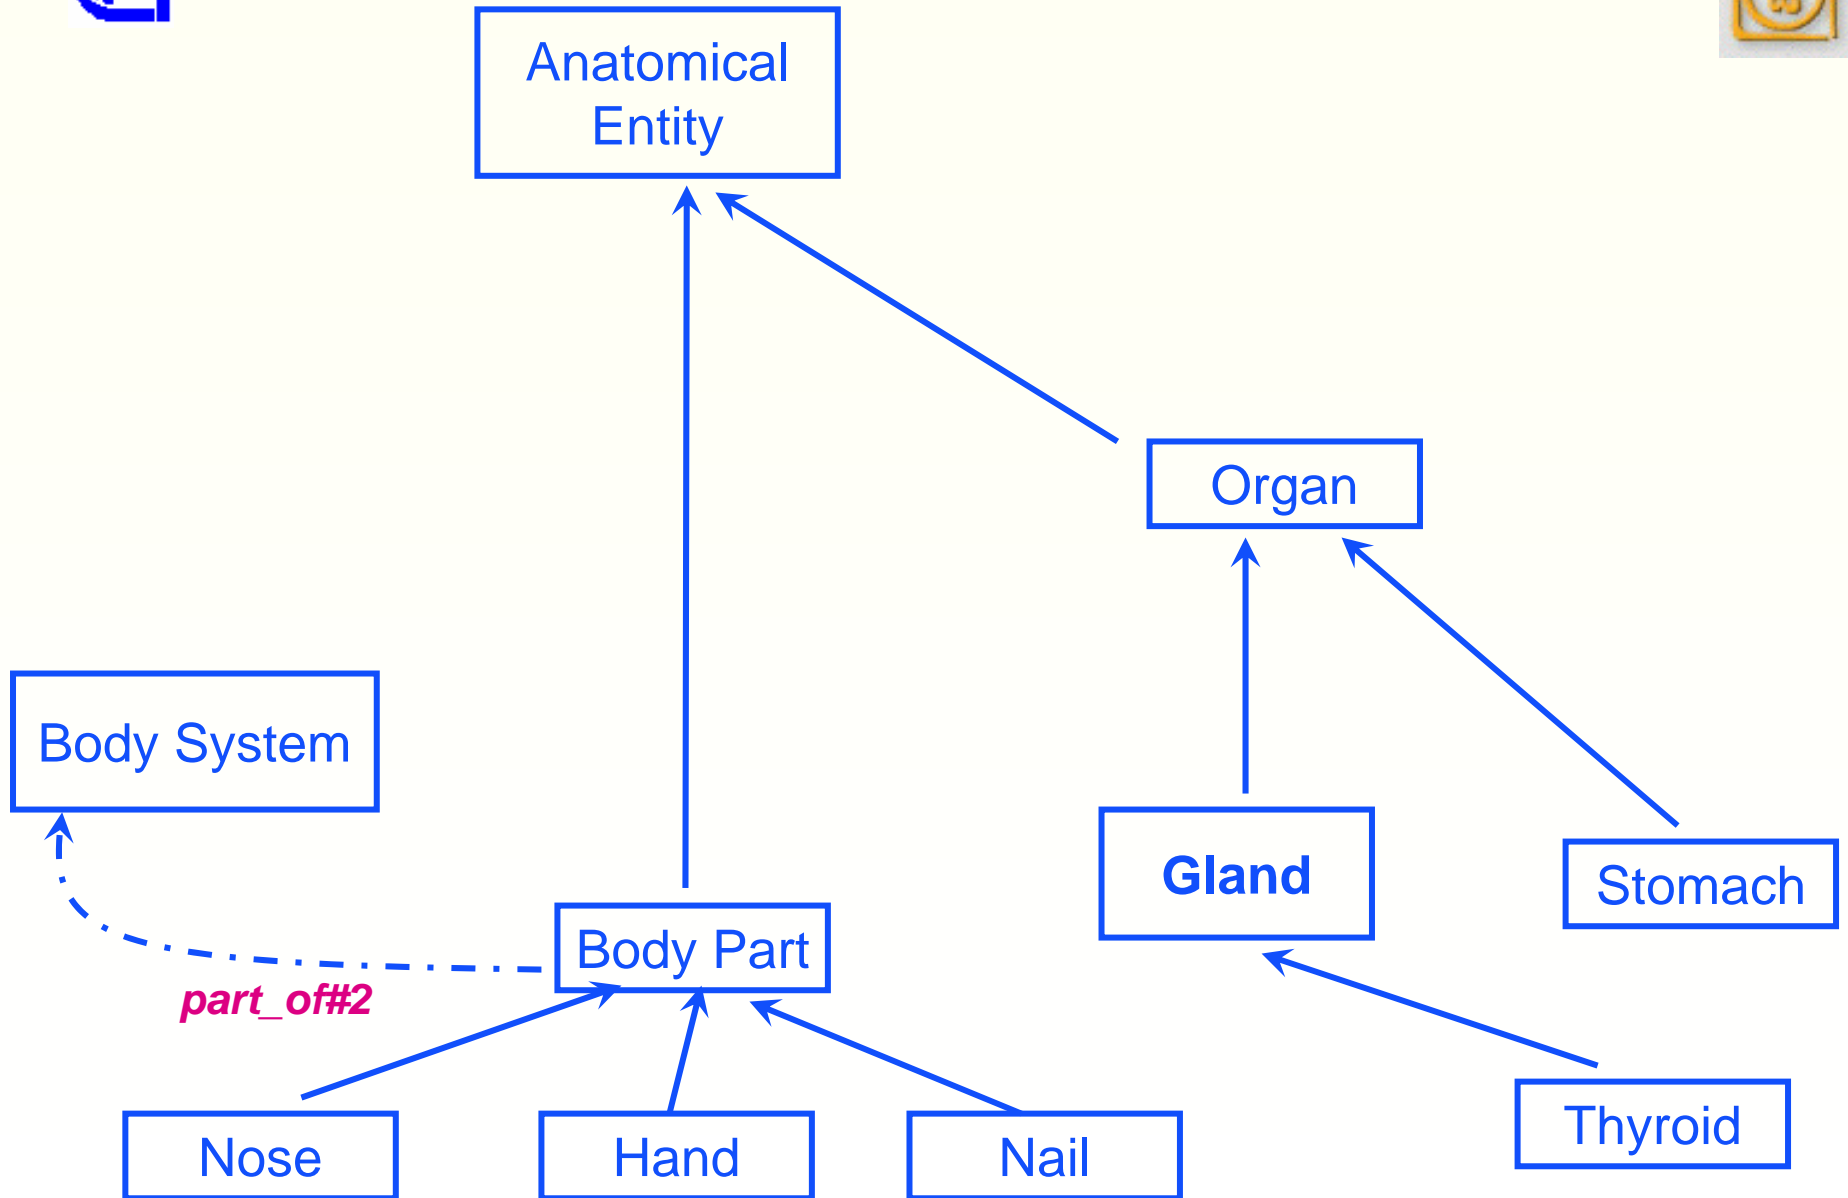 Anatomical
Entity
Organ
Body System
Gland
Stomach
Body Part
part_of#2
Thyroid
Nose
Hand
Nail